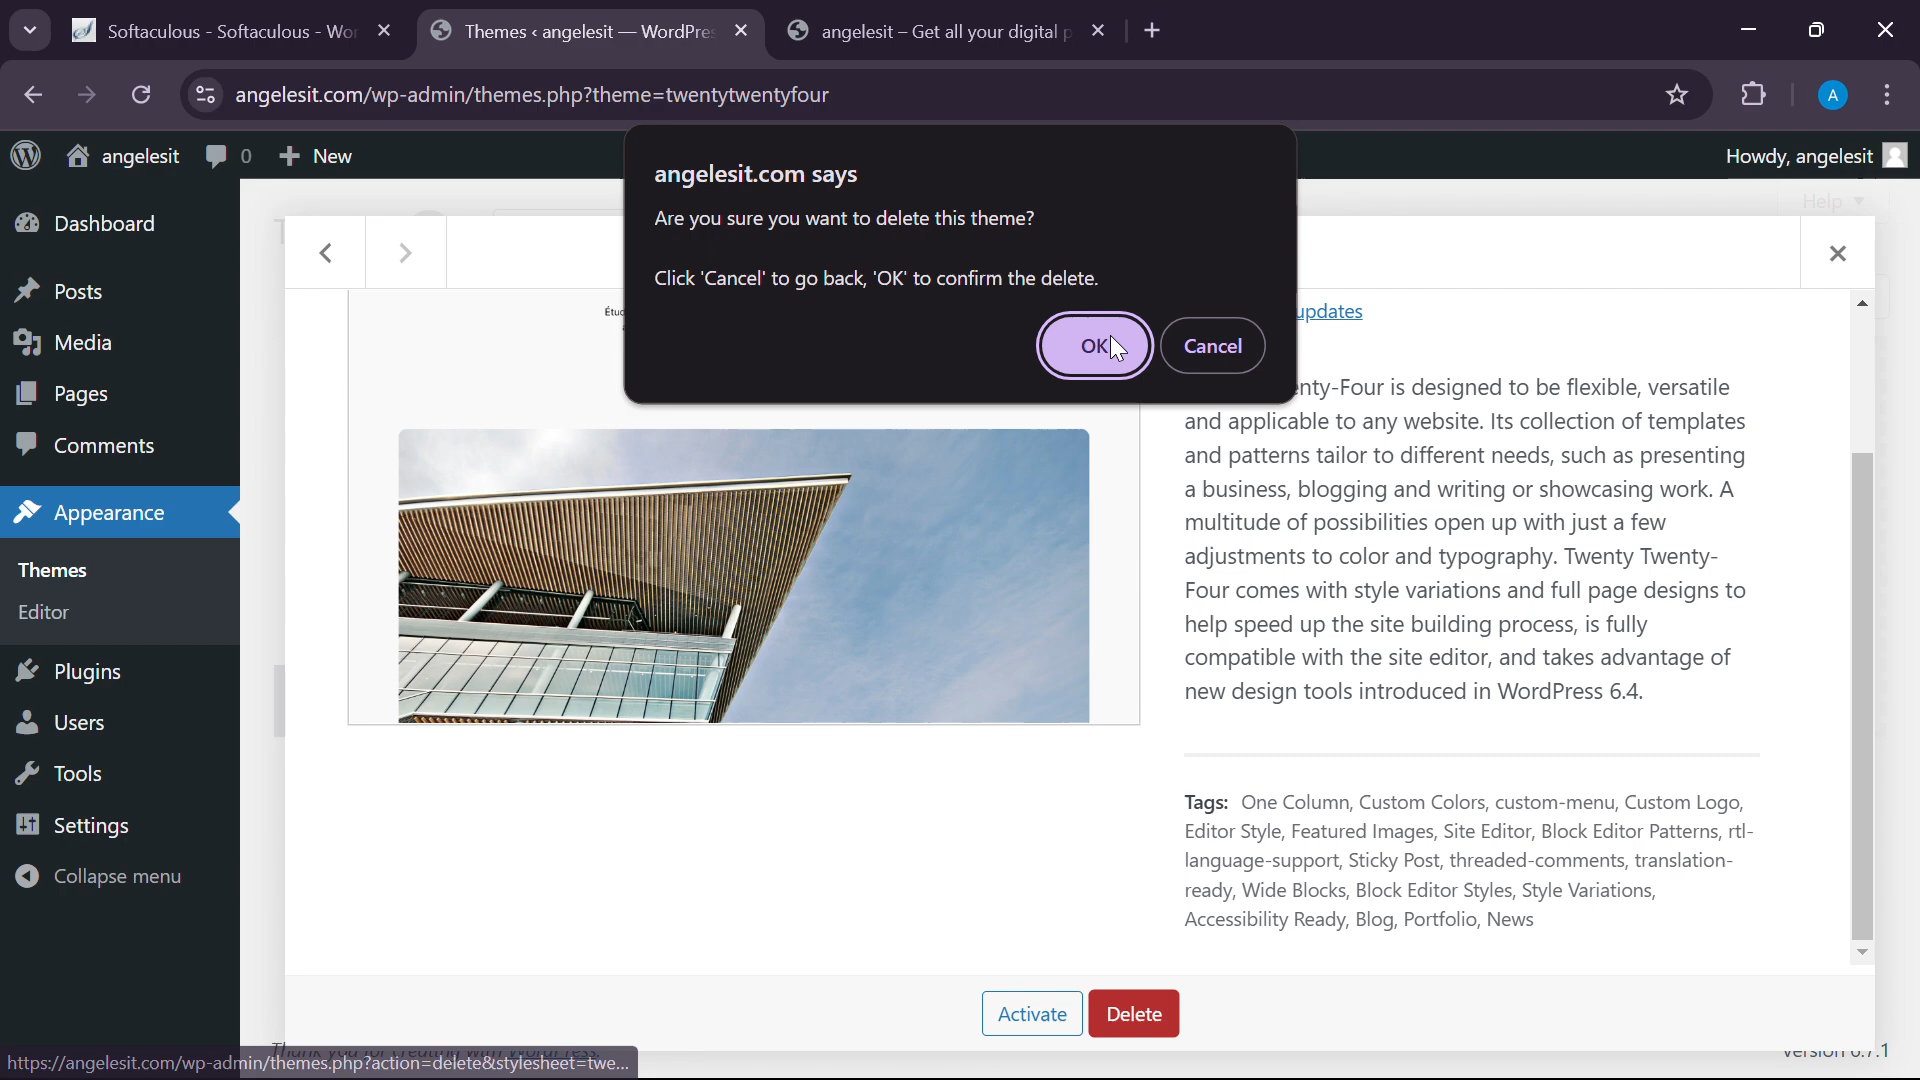 Softaculous - Softaculous - Wo
Themes ‹ angelesit — WordPres
angelesit – Get all your digital p
angelesit.com/wp-admin/themes.php?theme=twentytwentyfour
A
angelesit
0
New
Howdy, angelesit
Help
Dashboard
Posts
Media
Pages
Comments
Appearance
Themes
Editor
Plugins
Users
Tools
Settings
Collapse menu
angelesit.com says
Are you sure you want to delete this theme?
Click 'Cancel' to go back, 'OK' to confirm the delete.
OK
Cancel
updates
enty-Four is designed to be flexible, versatile
and applicable to any website. Its collection of templates
and patterns tailor to different needs, such as presenting
a business, blogging and writing or showcasing work. A
multitude of possibilities open up with just a few
adjustments to color and typography. Twenty Twenty-
Four comes with style variations and full page designs to
help speed up the site building process, is fully
compatible with the site editor, and takes advantage of
new design tools introduced in WordPress 6.4.
Tags: One Column, Custom Colors, custom-menu, Custom Logo,
Editor Style, Featured Images, Site Editor, Block Editor Patterns, rtl-
language-support, Sticky Post, threaded-comments, translation-
ready, Wide Blocks, Block Editor Styles, Style Variations,
Accessibility Ready, Blog, Portfolio, News
Activate
Delete
https://angelesit.com/wp-admin/themes.php?action=delete&stylesheet=twe...